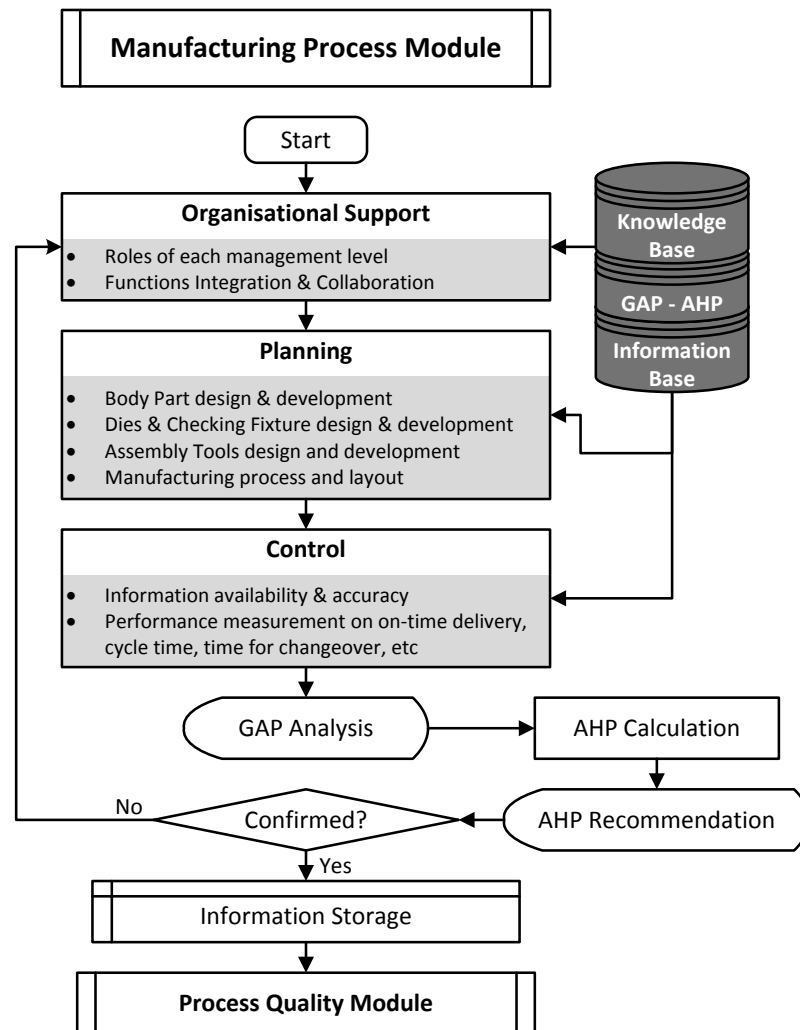 Manufacturing Process Module
Start
Organisational Support
• Roles of each management level
• Functions Integration & Collaboration
Knowledge
Base
GAP - AHP
Information
Base
Planning
• Body Part design & development
• Dies & Checking Fixture design & development
• Assembly Tools design and development
• Manufacturing process and layout
Control
• Information availability & accuracy
• Performance measurement on on-time delivery,
cycle time, time for changeover, etc
GAP Analysis
AHP Calculation
No
Confirmed?
AHP Recommendation
Yes
Information Storage
Process Quality Module